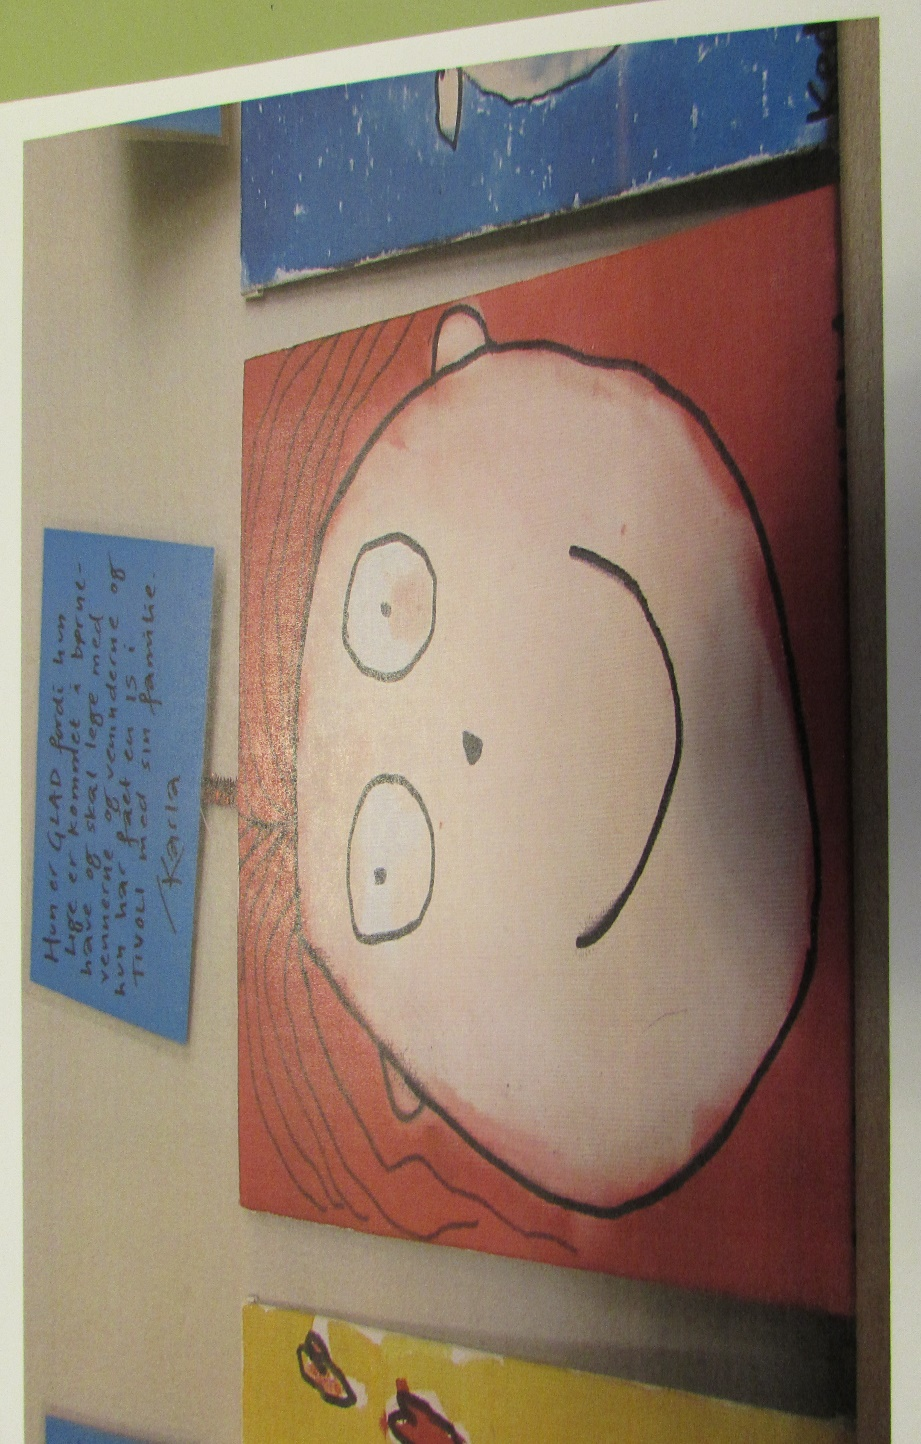 Hun er GLAD fordi hun
lige er kommet i børne-
have og skal lege med
vennerne og veninderne og
hun har fået en is i
TIVOLI med sin familie.
/Karla